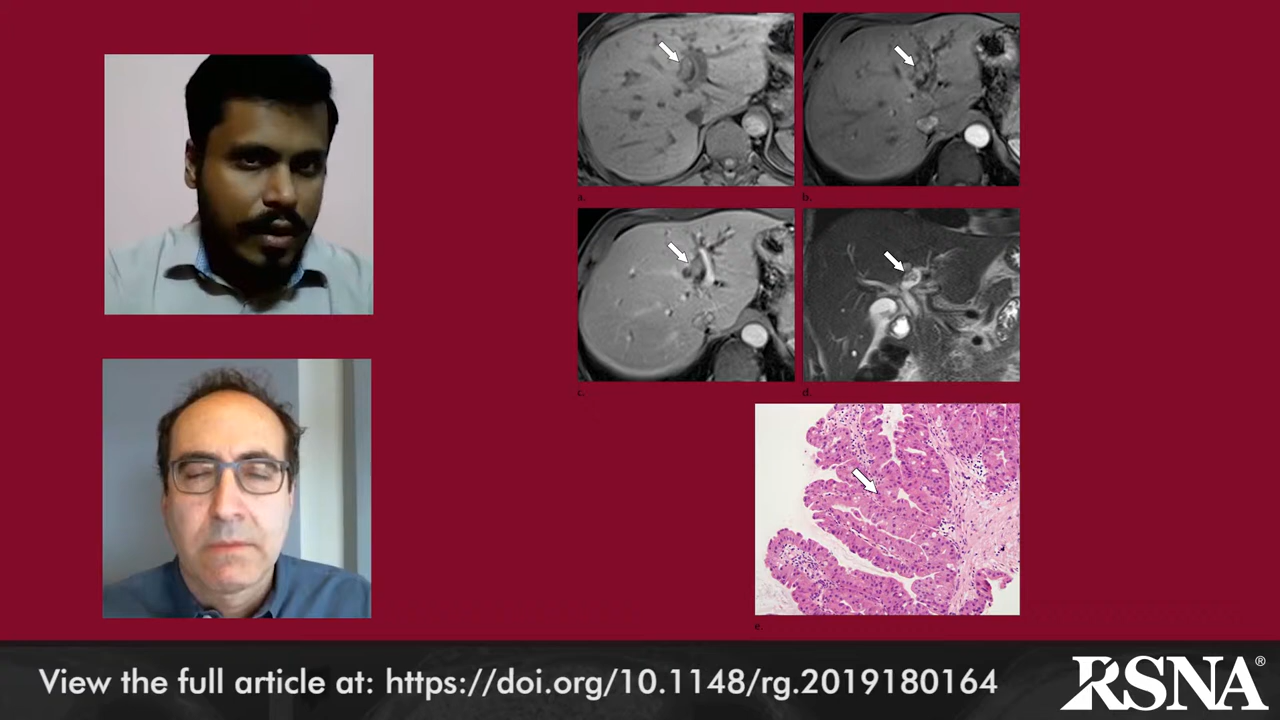 a.
b.
c.
d.
e.
View the full article at: https://doi.org/10.1148/rg.2019180164
RSNA®